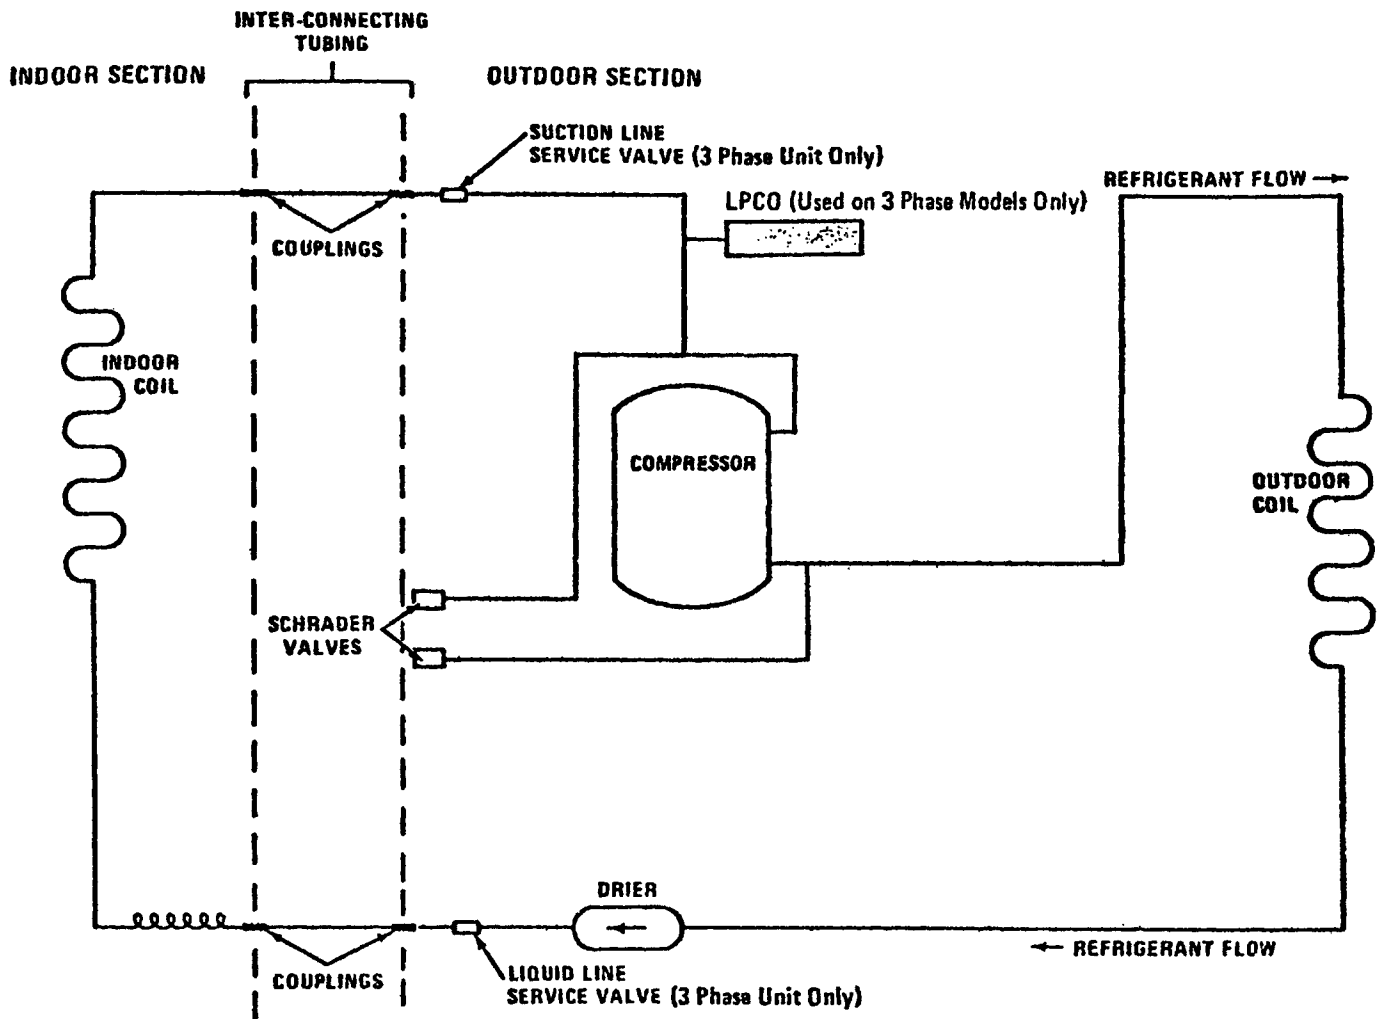 INTER-CONNECTING
TUBING
INDOOR SECTION
OUTDOOR SECTION
SUCTION LINE
SERVICE VALVE (3 Phase Unit Only)
REFRIGERANT FLOW
LPCO (Used on 3 Phase Models Only)
COUPLINGS
INDOOR
COIL
COMPRESSOR
OUTDOOR
COIL
SCHRADER
VALVES
DRIER
REFRIGERANT FLOW
COUPLINGS
LIQUID LINE
SERVICE VALVE (3 Phase Unit Only)